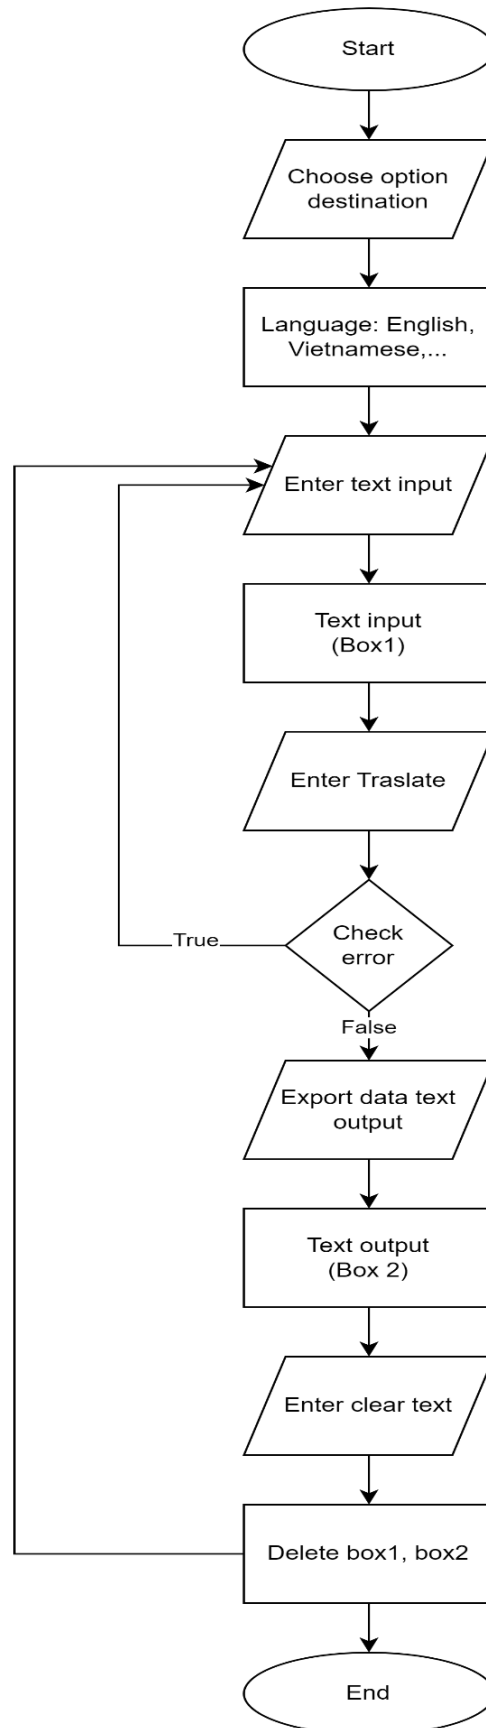 Start
Choose option
destination
Language: English,
Vietnamese,...
Enter text input
Text input
(Box1)
Enter Traslate
Check
error
True
False
Export data text
output
Text output
(Box 2)
Enter clear text
Delete box1, box2
End